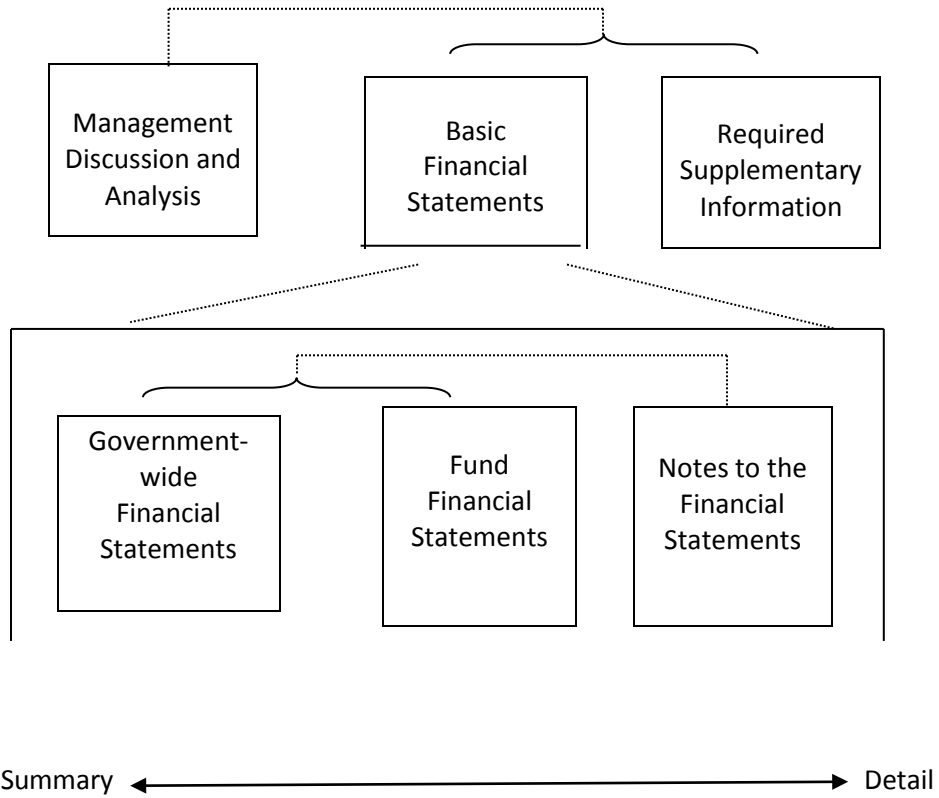 Management
Discussion and
Analysis
Basic
Financial
Statements
Required
Supplementary
Information
Government-
wide
Financial
Statements
Fund
Financial
Statements
Notes to the
Financial
Statements
Summary
Detail